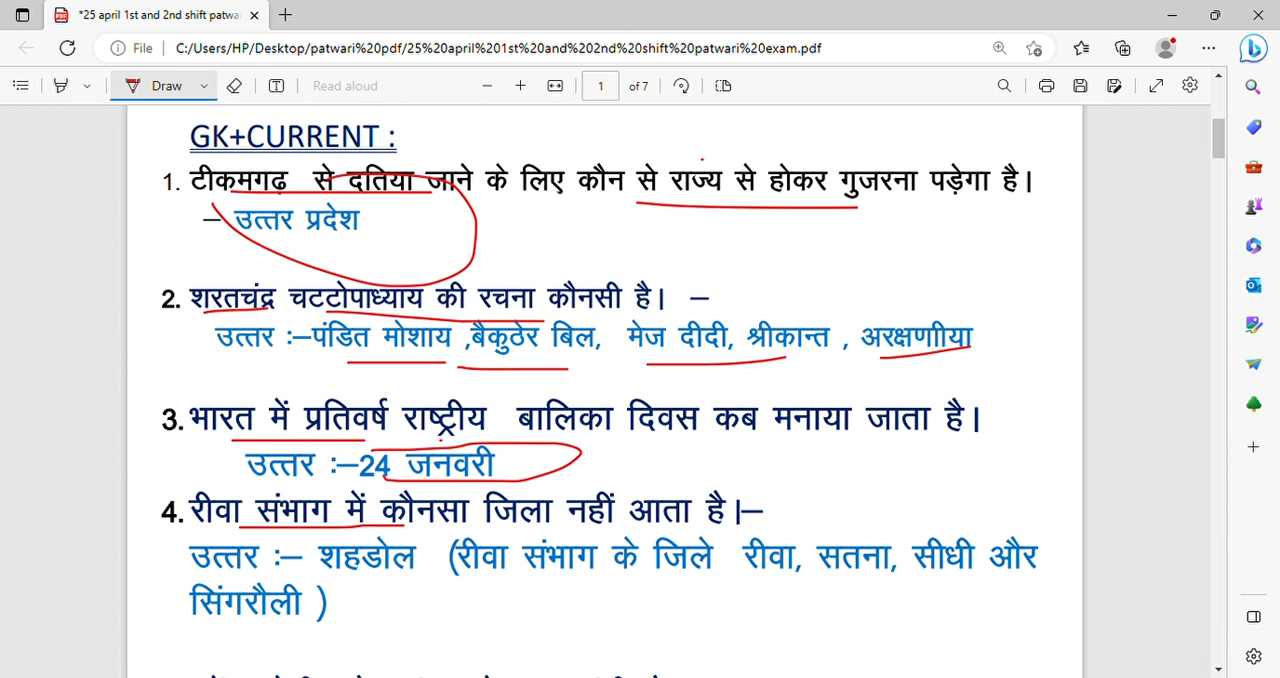 *25 april 1st and 2nd shift patwa
File C:/Users/HP/Desktop/patwari%20pdf/25%20april%201st%20and%202nd%20shift%20patwari%20exam.pdf
Draw
Read aloud
1 of 7
GK+CURRENT :
1. टीकमगढ़ से दतिया जाने के लिए कौन से राज्य से होकर गुजरना पड़ेगा है।
– उत्तर प्रदेश
2. शरतचंद्र चटटोपाध्याय की रचना कौनसी है। –
उत्तर :–पंडित मोशाय ,बैकुठेर बिल, मेज दीदी, श्रीकान्त , अरक्षणाीया
3. भारत में प्रतिवर्ष राष्ट्रीय बालिका दिवस कब मनाया जाता है।
उत्तर :–24 जनवरी
4. रीवा संभाग में कौनसा जिला नहीं आता है।–
उत्तर :– शहडोल (रीवा संभाग के जिले रीवा, सतना, सीधी और
सिंगरौली )